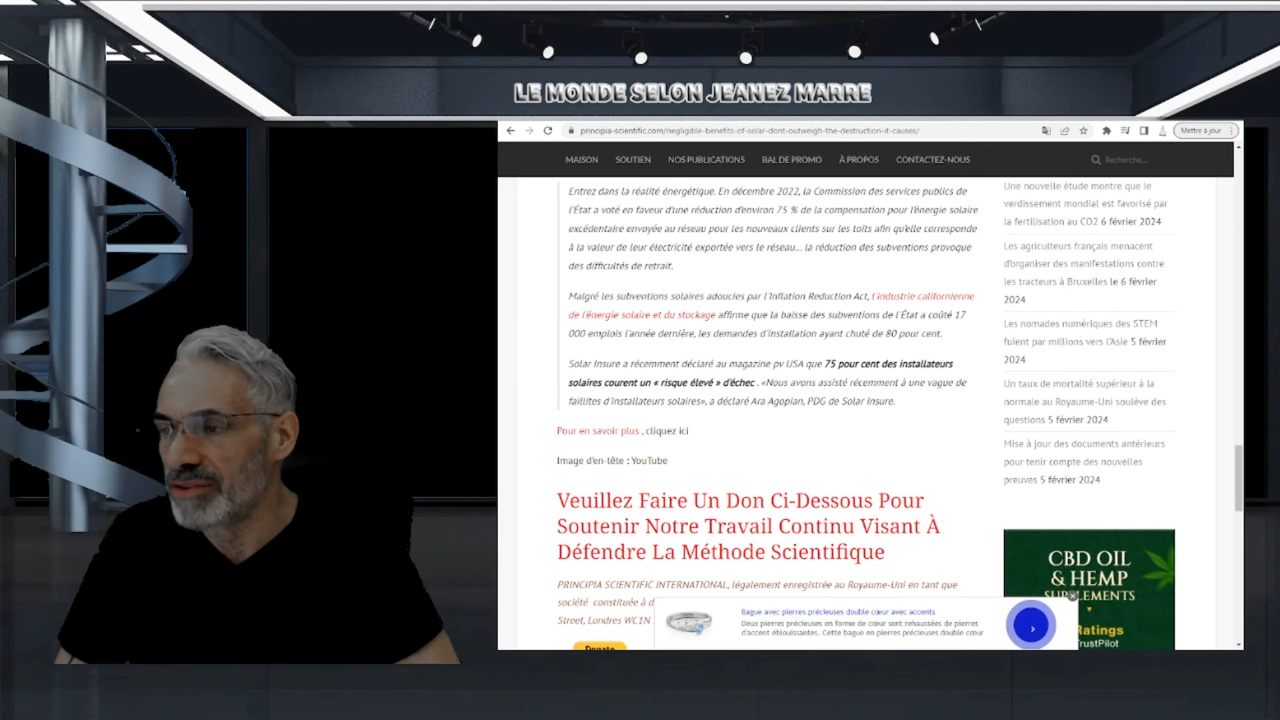 LE MONDE SELON JEANEZ MARRE
principia-scientific.com/negligible-benefits-of-solar-dont-outweigh-the-destruction-it-causes/
Mettre à jour
MAISON SOUTIEN NOS PUBLICATIONS BAL DE PROMO À PROPOS CONTACTEZ-NOUS
Recherche...
Entrez dans la réalité énergétique. En décembre 2022, la Commission des services publics de
l'État a voté en faveur d'une réduction d'environ 75 % de la compensation pour l'énergie solaire
excédentaire envoyée au réseau pour les nouveaux clients sur les toits afin qu'elle corresponde
à la valeur de leur électricité exportée vers le réseau... la réduction des subventions provoque
des difficultés de retrait.
Malgré les subventions solaires adoucies par l'Inflation Reduction Act, l'industrie californienne
de l'énergie solaire et du stockage affirme que la baisse des subventions de l'État a coûté 17
000 emplois l'année dernière, les demandes d'installation ayant chuté de 80 pour cent.
Solar Insure a récemment déclaré au magazine pv USA que 75 pour cent des installateurs
solaires courent un « risque élevé » d'échec . «Nous avons assisté récemment à une vague de
faillites d'installateurs solaires», a déclaré Ara Agopian, PDG de Solar Insure.
Pour en savoir plus , cliquez ici
Image d'en-tête : YouTube
Veuillez Faire Un Don Ci-Dessous Pour
Soutenir Notre Travail Continu Visant À
Défendre La Méthode Scientifique
PRINCIPIA SCIENTIFIC INTERNATIONAL, légalement enregistrée au Royaume-Uni en tant que
société constituée à d
Street, Londres WC1N
Donate
Une nouvelle étude montre que le
verdissement mondial est favorisé par
la fertilisation au CO2 6 février 2024
Les agriculteurs français menacent
d'organiser des manifestations contre
les tracteurs à Bruxelles le 6 février
2024
Les nomades numériques des STEM
fuient par millions vers l'Asie 5 février
2024
Un taux de mortalité supérieur à la
normale au Royaume-Uni soulève des
questions 5 février 2024
Mise à jour des documents antérieurs
pour tenir compte des nouvelles
preuves 5 février 2024
CBD OIL
& HEMP
SUPPLEMENTS
Ratings
TrustPilot
Bague avec pierres précieuses double cœur avec accents
Deux pierres précieuses en forme de cœur sont rehaussées de pierres
d'accent éblouissantes. Cette bague en pierres précieuses double cœur